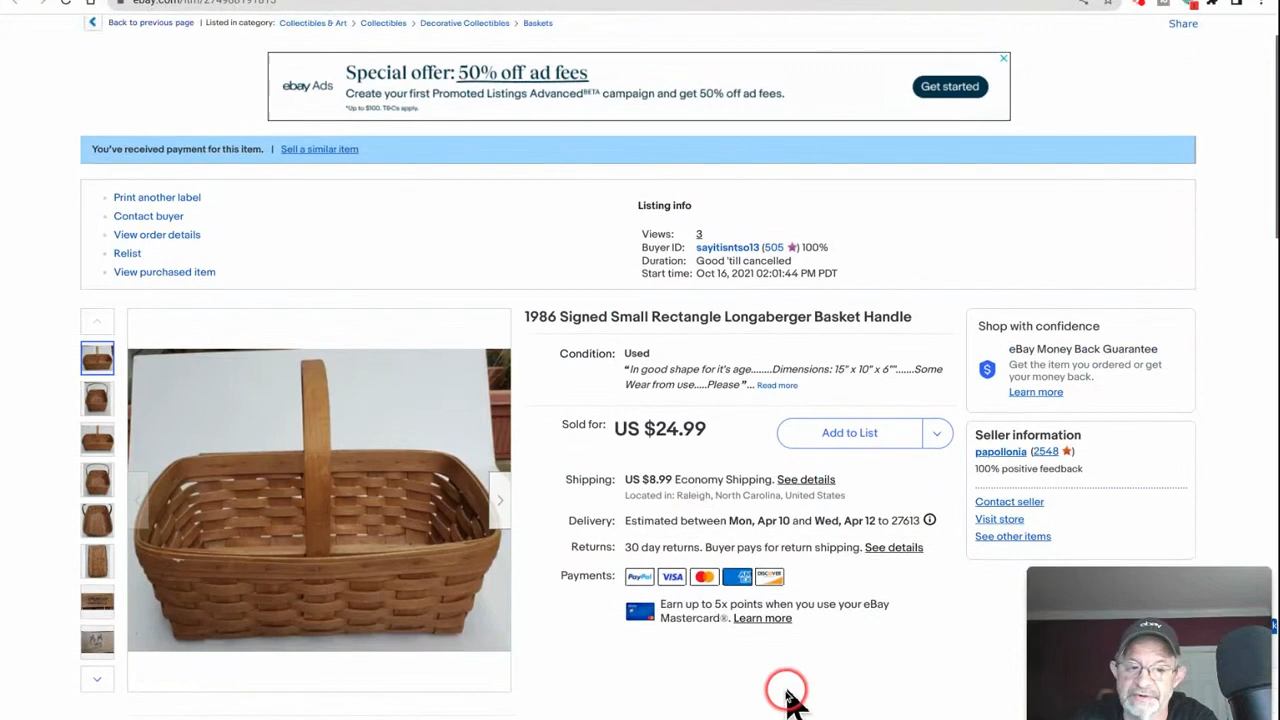 Back to previous page | Listed in category: Collectibles & Art > Collectibles > Decorative Collectibles > Baskets
Share
ebay Ads
Special offer: 50% off ad fees
Create your first Promoted Listings Advanced BETA campaign and get 50% off ad fees.
*Up to $100. T&Cs apply.
Get started
You've received payment for this item. | Sell a similar item
Print another label
Contact buyer
View order details
Relist
View purchased item
Listing info
Views: 3
Buyer ID: sayitisntso13 (505 ★) 100%
Duration: Good 'till cancelled
Start time: Oct 16, 2021 02:01:44 PM PDT
1986 Signed Small Rectangle Longaberger Basket Handle
Condition: Used
“In good shape for it's age........Dimensions: 15" x 10" x 6"".......Some
Wear from use.....Please ”... Read more
Sold for: US $24.99
Add to List
Shipping: US $8.99 Economy Shipping. See details
Located in: Raleigh, North Carolina, United States
Delivery: Estimated between Mon, Apr 10 and Wed, Apr 12 to 27613
Returns: 30 day returns. Buyer pays for return shipping. See details
Payments: PayPal VISA DISCOVER
Earn up to 5x points when you use your eBay
Mastercard®. Learn more
Shop with confidence
eBay Money Back Guarantee
Get the item you ordered or get
your money back.
Learn more
Seller information
papollonia (2548 ★)
100% positive feedback
Contact seller
Visit store
See other items
ebay